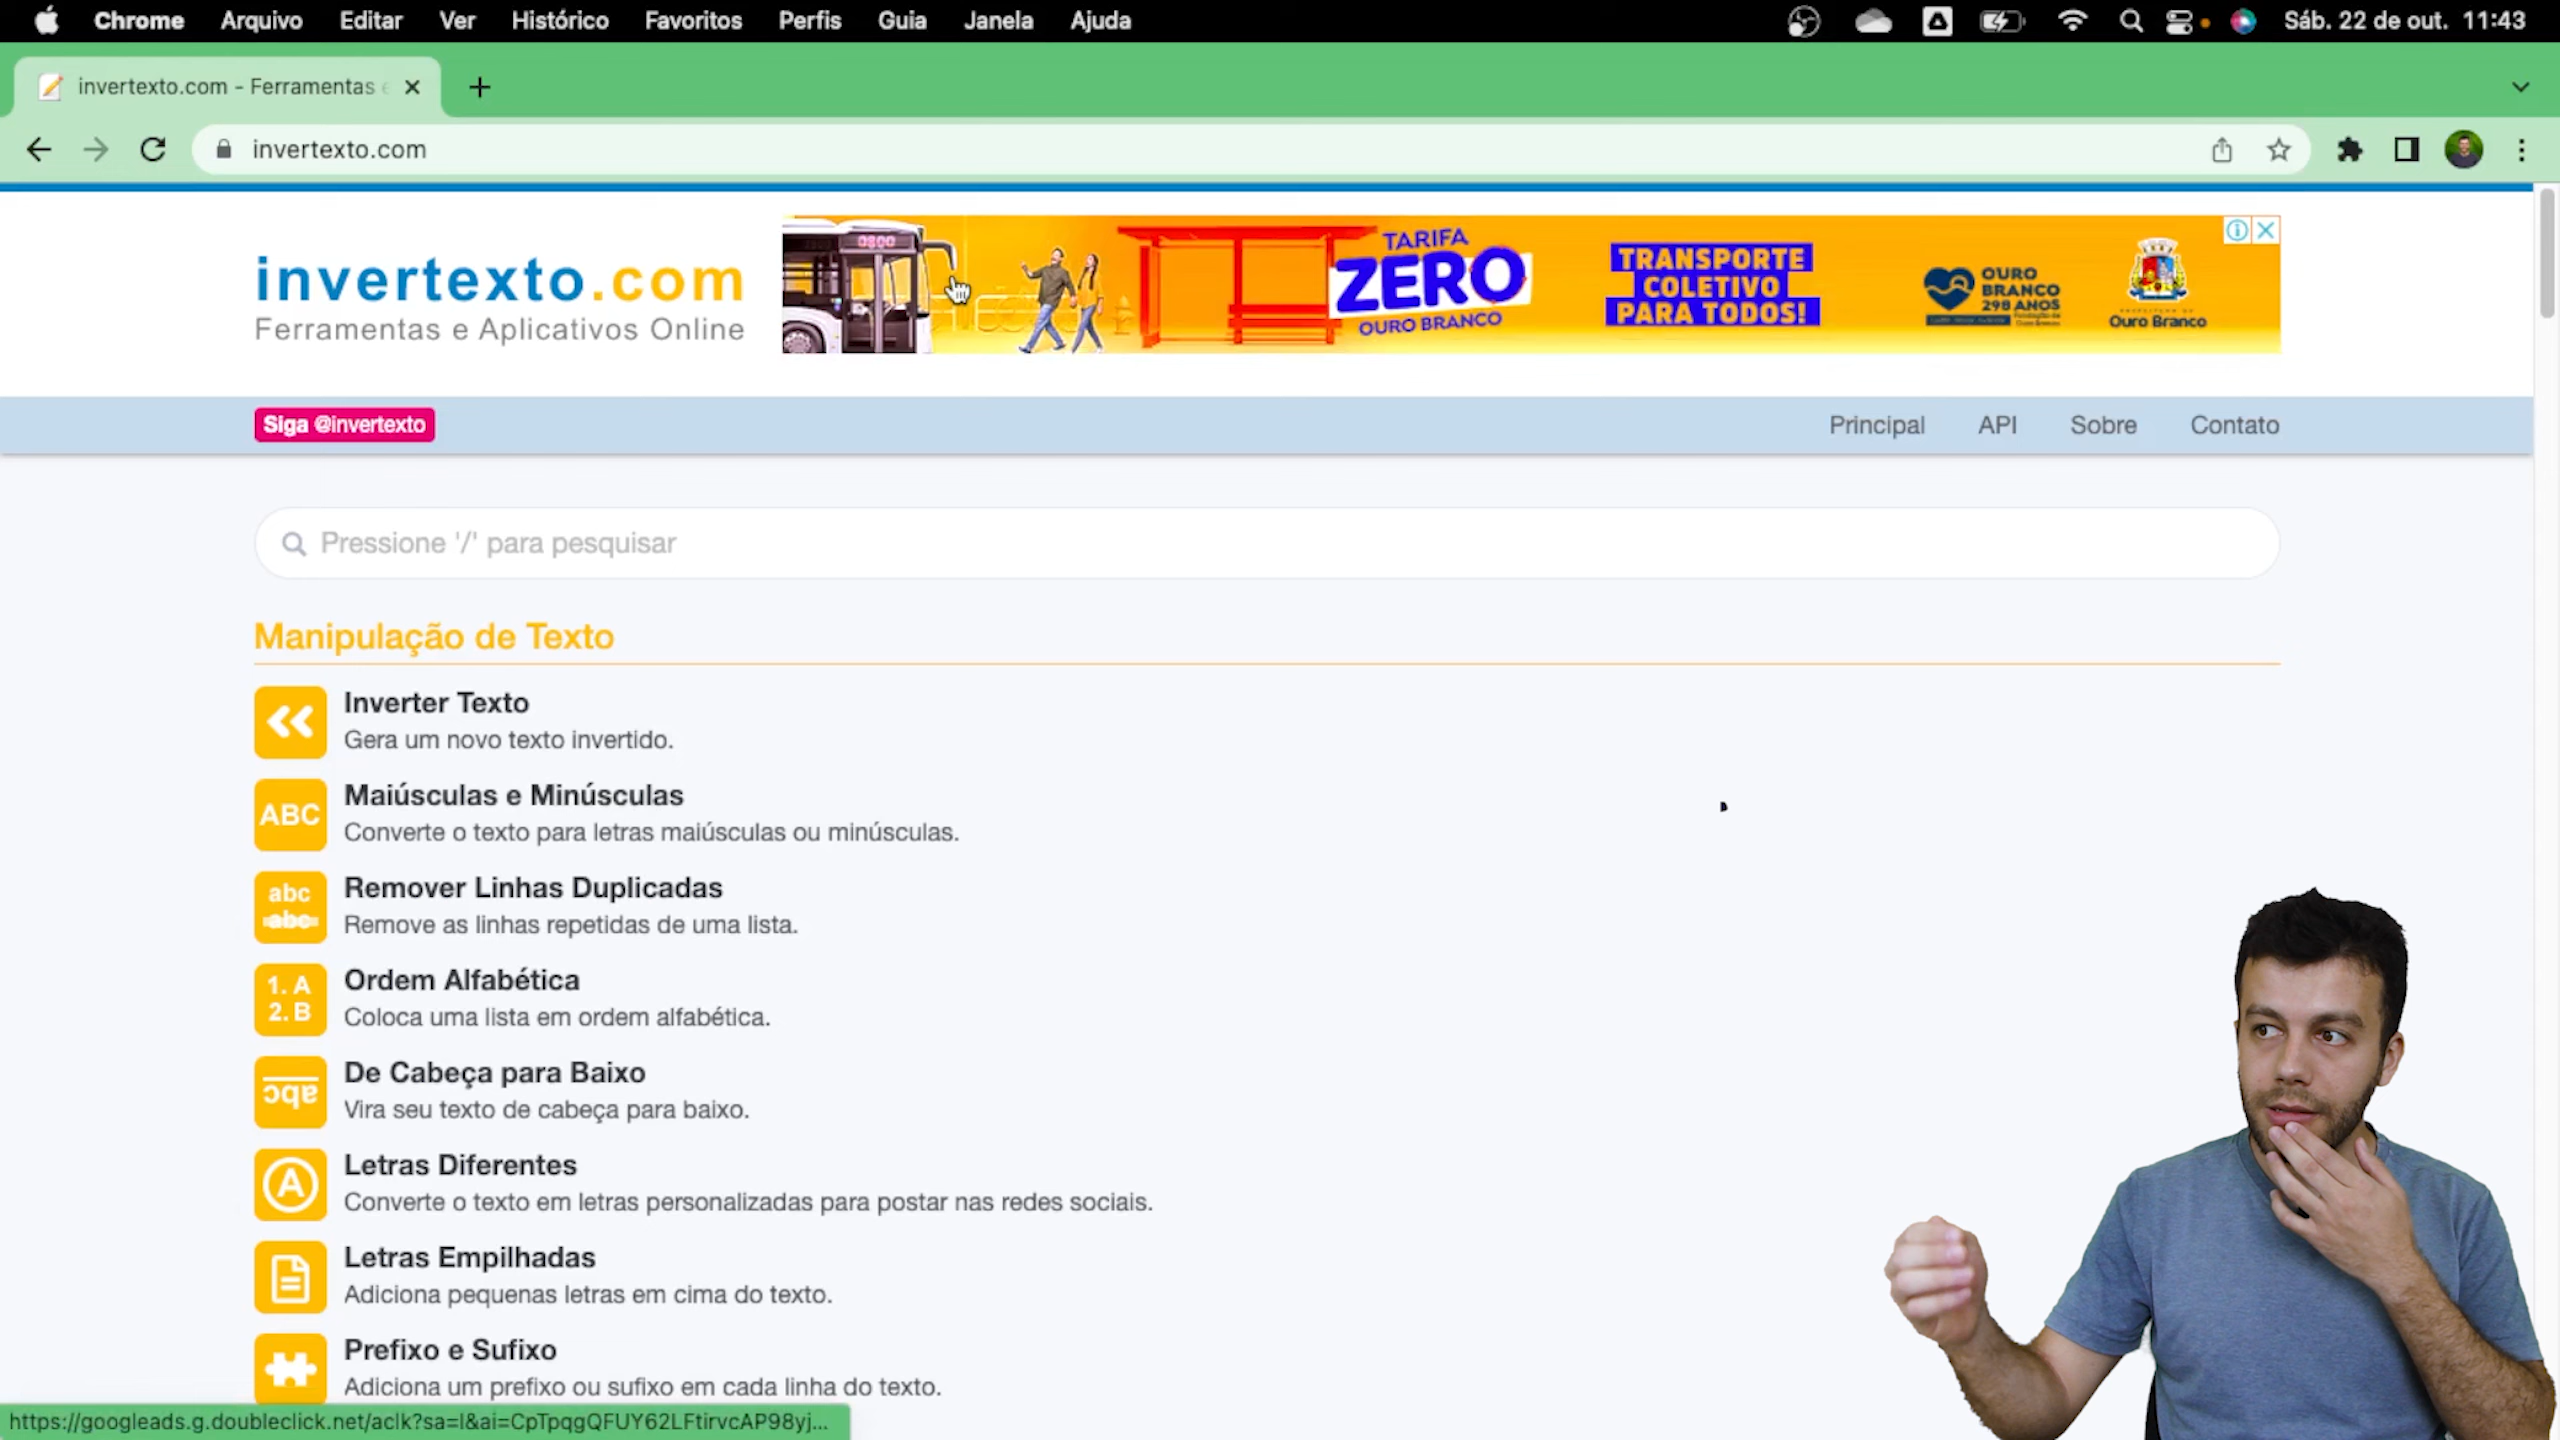 Chrome Arquivo Editar Ver Histórico Favoritos Perfis Guia Janela Ajuda Sáb. 22 de out. 11:43
invertexto.com - Ferramentas e
invertexto.com
invertexto.com
Ferramentas e Aplicativos Online
0800
TARIFA
ZERO
OURO BRANCO
TRANSPORTE
COLETIVO
PARA TODOS!
OURO
BRANCO
298 ANOS
Ouro Branco
Siga @invertexto
Principal API Sobre Contato
Pressione '/' para pesquisar
Manipulação de Texto
Inverter Texto
Gera um novo texto invertido.
ABC
Maiúsculas e Minúsculas
Converte o texto para letras maiúsculas ou minúsculas.
abc
abc
Remover Linhas Duplicadas
Remove as linhas repetidas de uma lista.
1. A
2. B
Ordem Alfabética
Coloca uma lista em ordem alfabética.
abc
De Cabeça para Baixo
Vira seu texto de cabeça para baixo.
A
Letras Diferentes
Converte o texto em letras personalizadas para postar nas redes sociais.
Letras Empilhadas
Adiciona pequenas letras em cima do texto.
Prefixo e Sufixo
Adiciona um prefixo ou sufixo em cada linha do texto.
https://googleads.g.doubleclick.net/aclk?sa=l&ai=CpTpqgQFUY62LFtirvcAP98yj...